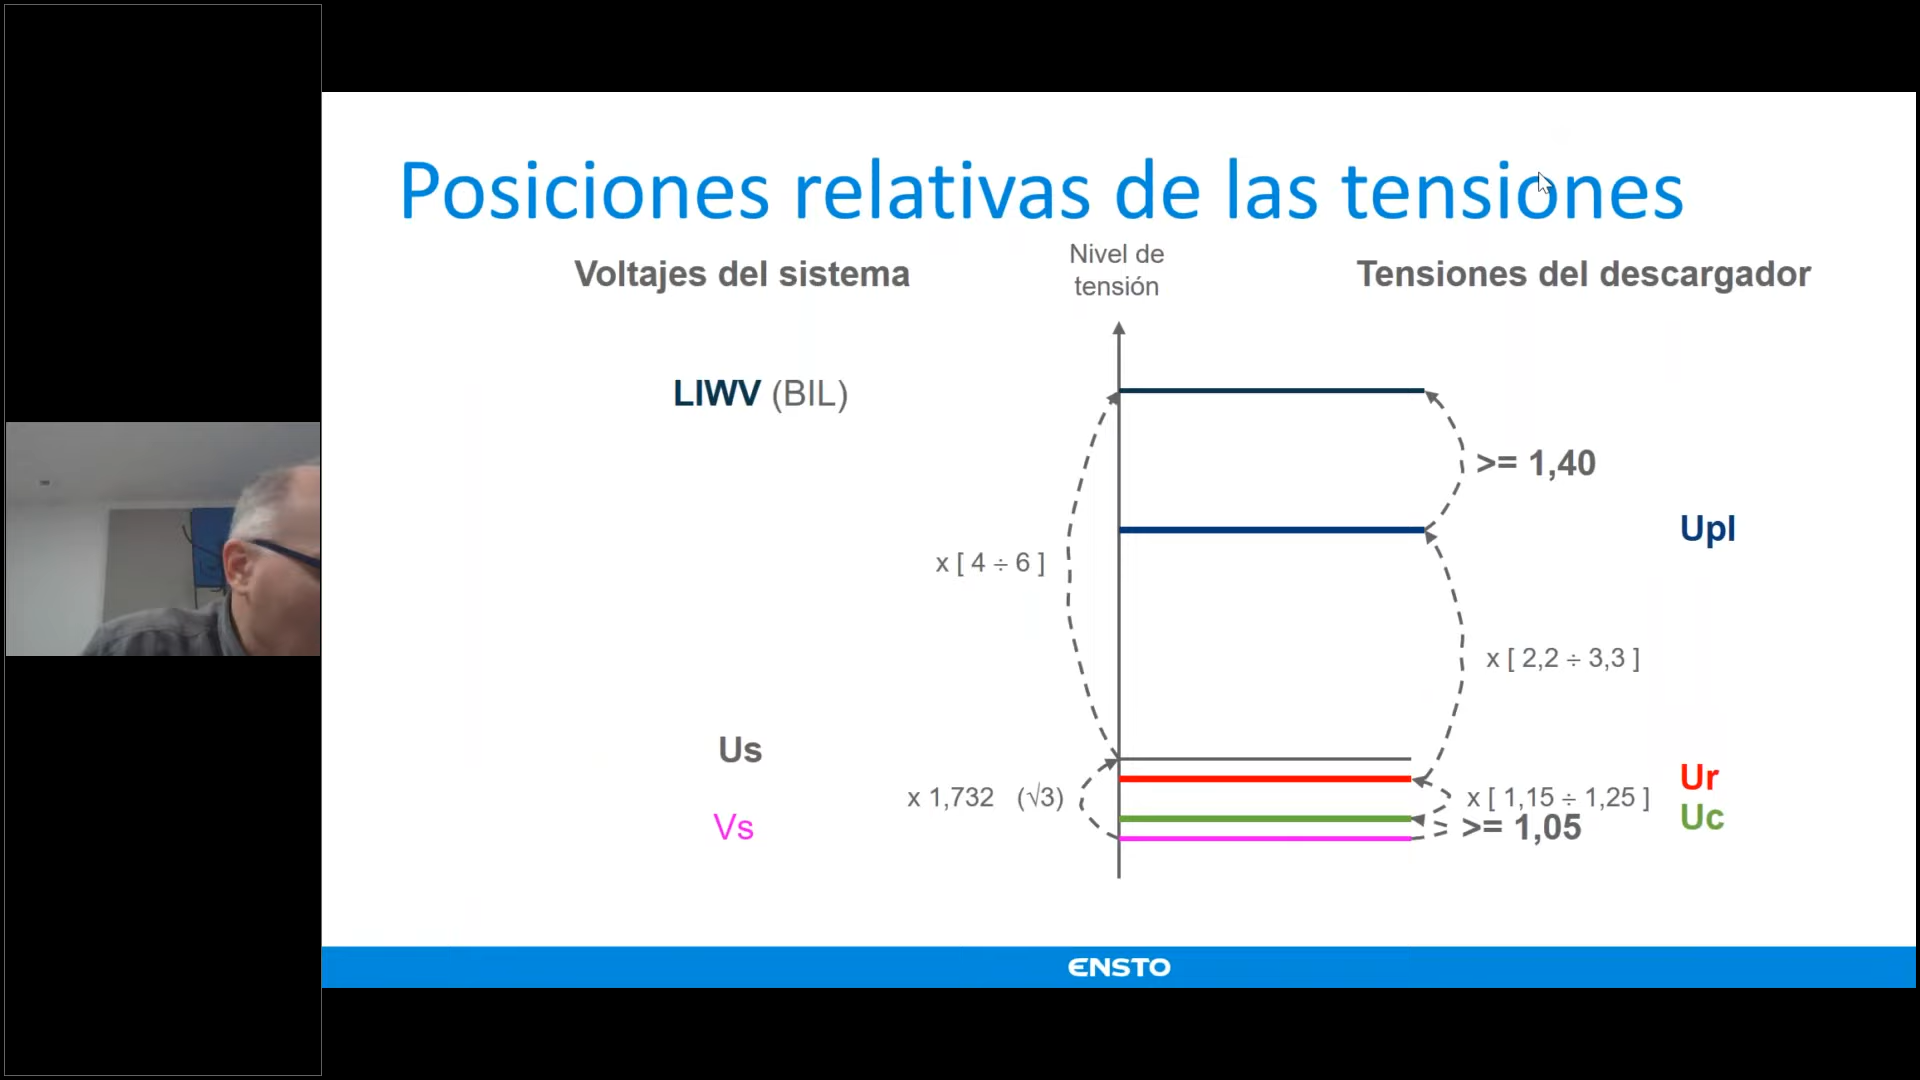 Posiciones relativas de las tensiones
Voltajes del sistema
Nivel de
tensión
Tensiones del descargador
LIWV (BIL)
>= 1,40
Upl
x [ 4 ÷ 6 ]
x [ 2,2 ÷ 3,3 ]
Us
Ur
x 1,732 (√3)
x [ 1,15 ÷ 1,25 ]
Uc
Vs
>= 1,05
ENSTO